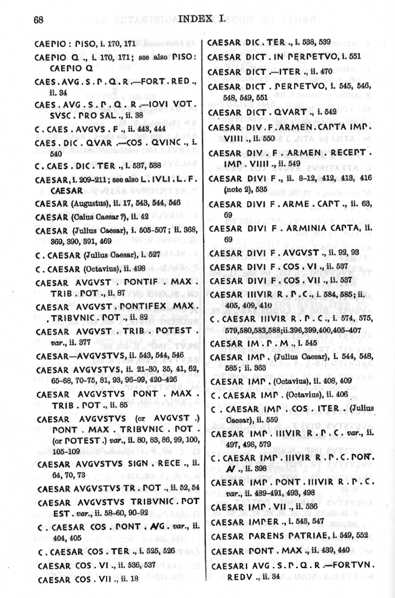 68
INDEX I.
CAEPIO : PISO, i. 170, 171
CAEPIO Q ., i. 170, 171; see also PISO:
CAEPIO Q
CAES . AVG . S . P . Q . R .—FORT . RED .,
ii. 34
CAES . AVG . S . P . Q . R .—IOVI VOT .
SVSC . PRO SAL ., ii. 38
C . CAES . AVGVS . F ., ii. 443, 444
CAES . DIC . QVAR .—COS . QVINC ., i.
540
C . CAES . DIC . TER ., i. 537, 538
CAESAR, i. 209-211; see also L . IVLI . L . F .
CAESAR
CAESAR (Augustus), ii. 17, 543, 544, 546
CAESAR (Caius Caesar?), ii. 42
CAESAR (Julius Caesar), i. 505-507; ii. 368,
369, 390, 391, 469
C . CAESAR (Julius Caesar), i. 527
C . CAESAR (Octavius), ii. 498
CAESAR AVGVST . PONTIF . MAX .
TRIB . POT ., ii. 87
CAESAR AVGVST . PONTIFEX MAX .
. TRIBVNIC . POT ., ii. 82
CAESAR AVGVST . TRIB . POTEST .
var., ii. 377
CAESAR—AVGVSTVS, ii. 543, 544, 546
CAESAR AVGVSTVS, ii. 21-30, 35, 41, 62,
65-68, 70-75, 81, 93, 96-99, 420-426
CAESAR AVGVSTVS PONT . MAX .
TRIB . POT ., ii. 85
CAESAR AVGVSTVS (or AVGVST .)
PONT . MAX . TRIBVNIC . POT .
(or POTEST .) var., ii. 80, 83, 86, 99, 100,
105-109
CAESAR AVGVSTVS SIGN . RECE ., ii.
64, 70, 73
CAESAR AVGVSTVS TR . POT ., ii. 52, 54
CAESAR AVGVSTVS TRIBVNIC . POT
EST . var., ii. 58-60, 90-92
C . CAESAR COS . PONT . AVG . var., ii.
404, 405
C . CAESAR COS . TER ., i. 525, 526
CAESAR COS . VI ., ii. 536, 537
CAESAR COS . VII ., ii. 18
CAESAR DIC . TER ., i. 538, 539
CAESAR DICT . IN PERPETVO, i. 551
CAESAR DICT .—ITER ., ii. 470
CAESAR DICT . PERPETVO, i. 545, 546,
548, 549, 551
CAESAR DICT . QVART ., i. 542
CAESAR DIV . F . ARMEN . CAPTA IMP .
VIIII ., ii. 550
CAESAR DIV . F . ARMEN . RECEPT .
IMP . VIIII ., ii. 549
CAESAR DIVI F ., ii. 8-12, 412, 413, 416
(note 2), 535
CAESAR DIVI F . ARME . CAPT ., ii. 63,
69
CAESAR DIVI F . ARMINIA CAPTA, ii.
69
CAESAR DIVI F . AVGVST ., ii. 92, 93
CAESAR DIVI F . COS . VI ., ii. 537
CAESAR DIVI F . COS . VII ., ii. 537
CAESAR IIIVIR R . P . C ., i. 584, 585; ii.
405, 409, 410
C . CAESAR IIIVIR R . P . C ., i. 574, 575,
579, 580, 583, 588; ii. 396, 399, 400, 405-407
CAESAR IM . P . M ., i. 545
CAESAR IMP . (Julius Caesar), i. 544, 548,
585; ii. 363
CAESAR IMP . (Octavius), ii. 408, 409
C . CAESAR IMP . (Octavius), ii. 406
C . CAESAR IMP . COS . ITER . (Julius
Caesar), ii. 559
CAESAR IMP . IIIVIR R . P . C . var., ii.
497, 498, 579
C . CAESAR IMP . IIIVIR R . P . C . PONT .
AV ., ii. 398
CAESAR IMP . PONT . IIIVIR R . P . C .
var., ii. 489-491, 493, 498
CAESAR IMP . VII ., ii. 536
CAESAR IMPER ., i. 545, 547
CAESAR PARENS PATRIAE, i. 549, 552
CAESAR PONT . MAX ., ii. 439, 440
CAESARI AVG . S . P . Q . R .—FORTVN .
REDV ., ii. 34